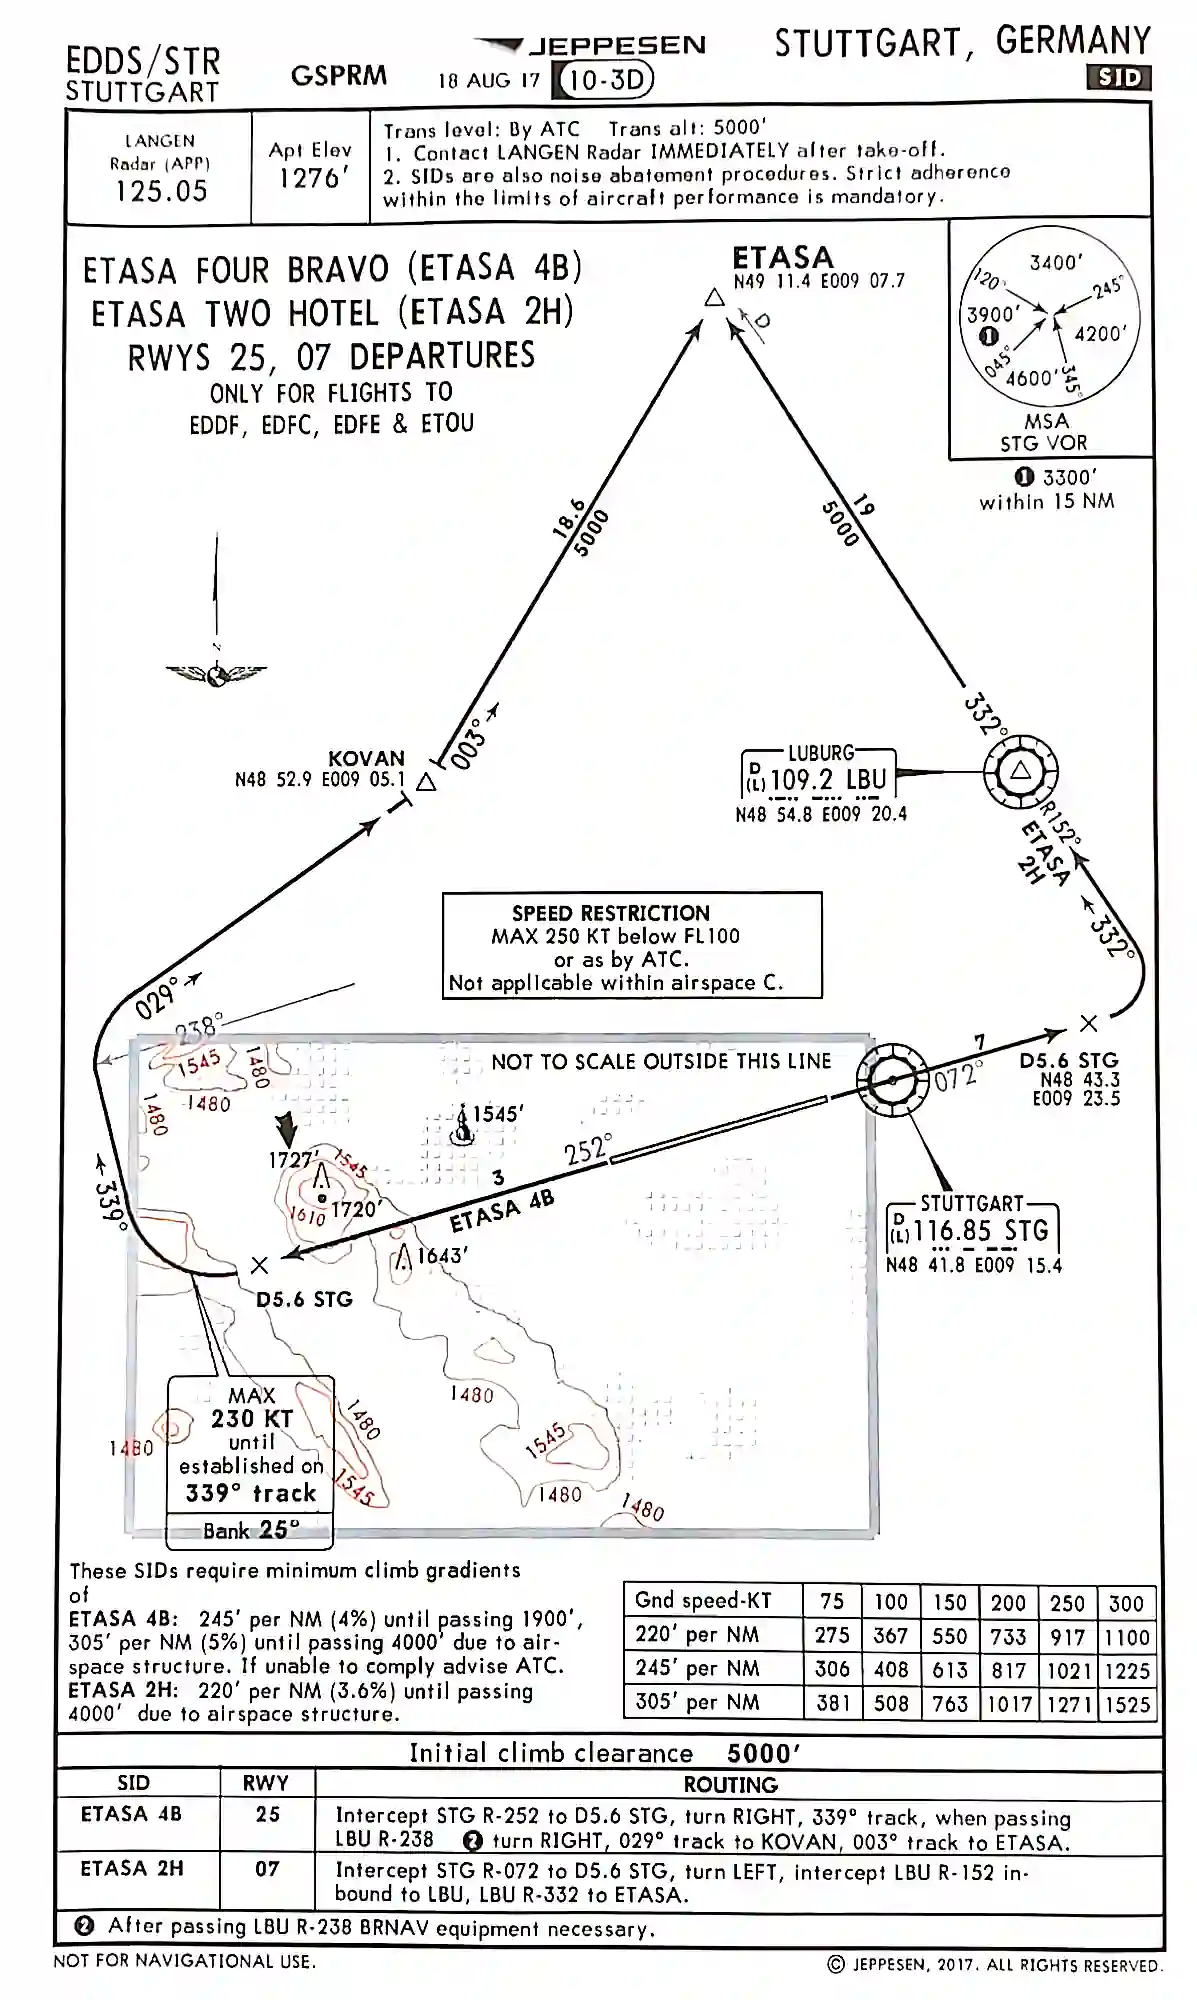 EDDS/STR
STUTTGART
GSPRM
JEPPESEN
18 AUG 17
10-3D
STUTTGART, GERMANY
SID
LANGEN
Radar (APP)
125.05
Apt Elev
1276'
Trans level: By ATC Trans alt: 5000'
1. Contact LANGEN Radar IMMEDIATELY after take-off.
2. SIDs are also noise abatement procedures. Strict adherence
within the limits of aircraft performance is mandatory.
ETASA FOUR BRAVO (ETASA 4B)
ETASA TWO HOTEL (ETASA 2H)
RWYS 25, 07 DEPARTURES
ONLY FOR FLIGHTS TO
EDDF, EDFC, EDFE & ETOU
ETASA
N49 11.4 E009 07.7
D
3400'
120°
245°
3900'
1
4200'
045°
4600'
345°
MSA
STG VOR
1 3300'
within 15 NM
18.6
5000
19
5000
N
003°
332°
KOVAN
N48 52.9 E009 05.1
LUBURG
D
(L) 109.2 LBU
N48 54.8 E009 20.4
R152°
ETASA
2H
332°
SPEED RESTRICTION
MAX 250 KT below FL100
or as by ATC.
Not applicable within airspace C.
029°
238°
1545
1480
1480
1480
NOT TO SCALE OUTSIDE THIS LINE
7
072°
D5.6 STG
N48 43.3
E009 23.5
1545'
252°
3
ETASA 4B
1727'
1545
1720'
1610
1643'
339°
D5.6 STG
STUTTGART
D
(L) 116.85 STG
N48 41.8 E009 15.4
MAX
230 KT
until
established on
339° track
Bank 25°
1480
1480
1545
1480
1545
1480
1480
These SIDs require minimum climb gradients
of
ETASA 4B: 245' per NM (4%) until passing 1900',
305' per NM (5%) until passing 4000' due to air-
space structure. If unable to comply advise ATC.
ETASA 2H: 220' per NM (3.6%) until passing
4000' due to airspace structure.
Gnd speed-KT 75 100 150 200 250 300
220' per NM 275 367 550 733 917 1100
245' per NM 306 408 613 817 1021 1225
305' per NM 381 508 763 1017 1271 1525
Initial climb clearance 5000'
SID RWY ROUTING
ETASA 4B 25 Intercept STG R-252 to D5.6 STG, turn RIGHT, 339° track, when passing
LBU R-238 2 turn RIGHT, 029° track to KOVAN, 003° track to ETASA.
ETASA 2H 07 Intercept STG R-072 to D5.6 STG, turn LEFT, intercept LBU R-152 in-
bound to LBU, LBU R-332 to ETASA.
2 After passing LBU R-238 BRNAV equipment necessary.
NOT FOR NAVIGATIONAL USE.
© JEPPESEN, 2017. ALL RIGHTS RESERVED.